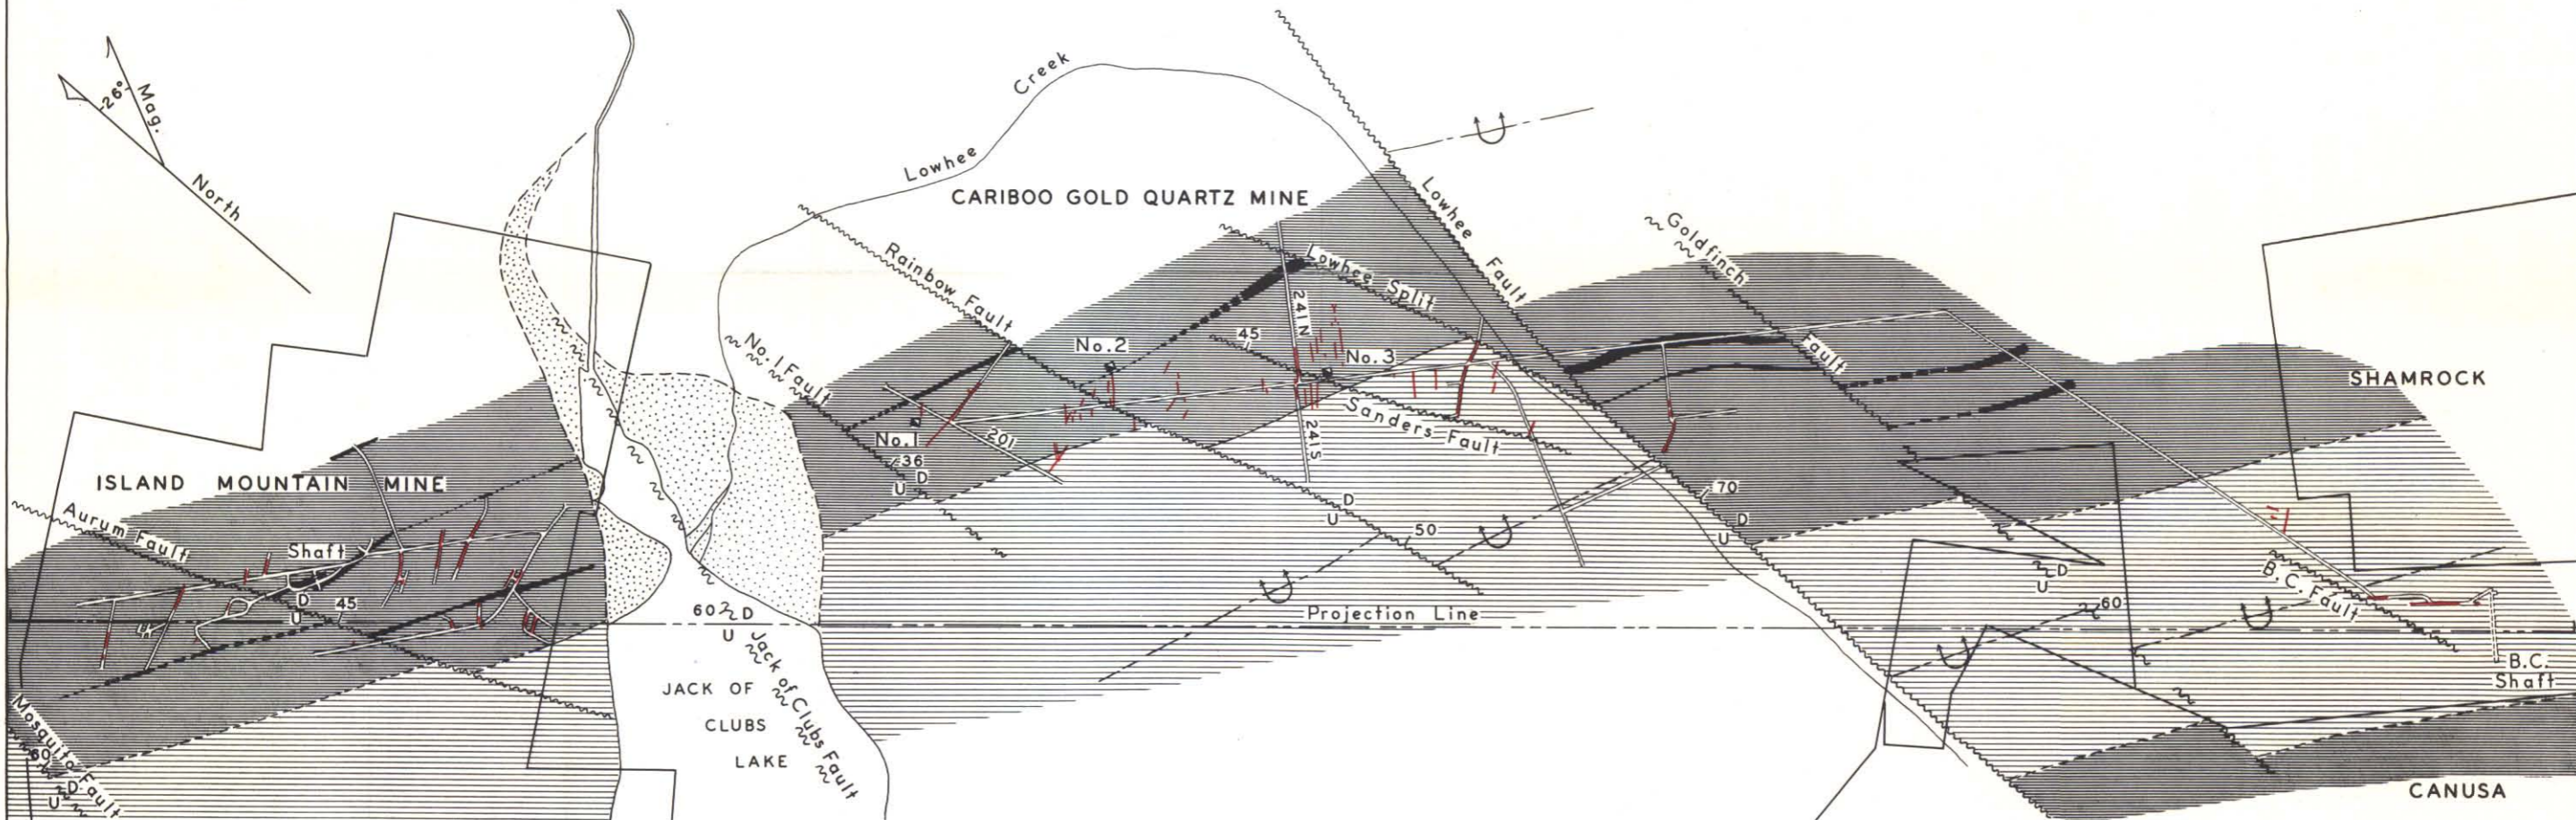 Mag.
26°
North
Creek
Lowhee
CARIBOO GOLD QUARTZ MINE
Lowhee Fault
Goldfinch Fault
Rainbow Fault
Lowhee Split
241 N
45
No. 2
No. 3
No. 1 Fault
No. 1
201
36
D
U
Sanders Fault
241 S
SHAMROCK
ISLAND MOUNTAIN MINE
Aurum Fault
Shaft
D
U
45
D
U
50
70
D
U
D
U
60
B.C. Fault
60 D
U
Projection Line
Jack of Clubs Fault
JACK OF
CLUBS
LAKE
B.C.
Shaft
Mosquito Fault
60
D
U
CANUSA